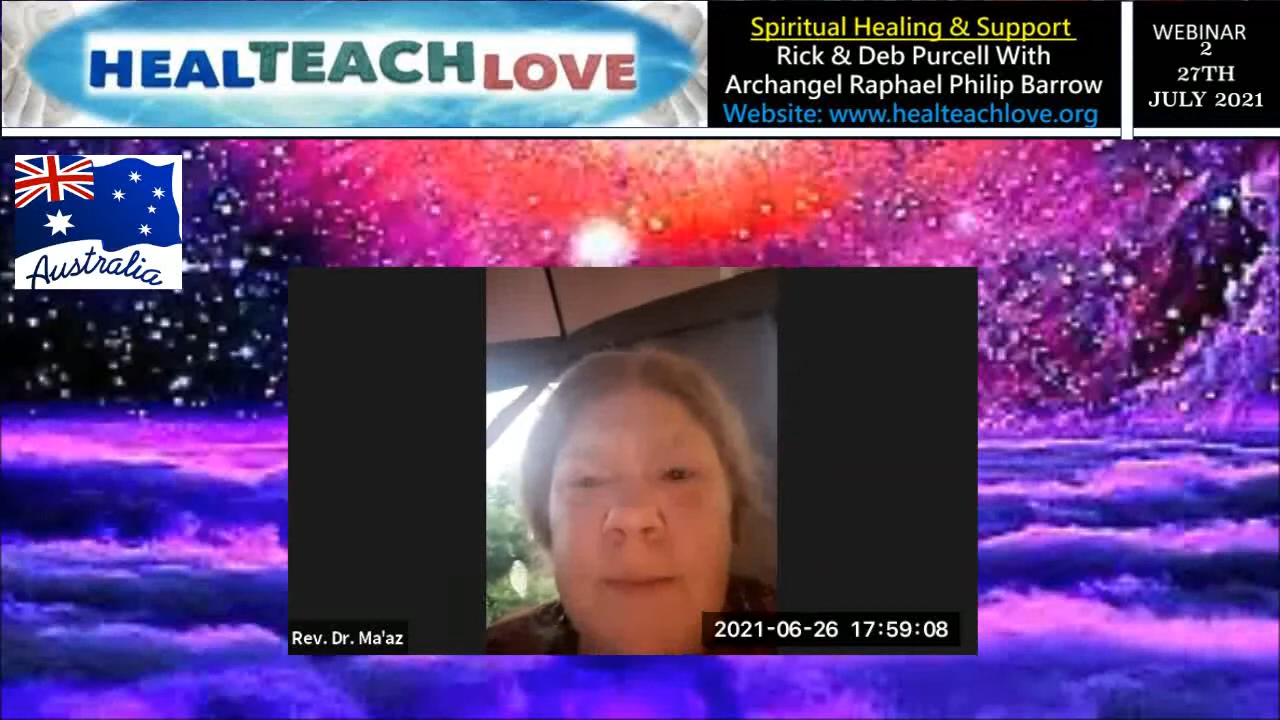 HEALTEACHLOVE
Spiritual Healing & Support
Rick & Deb Purcell With
Archangel Raphael Philip Barrow
Website: www.healteachlove.org
WEBINAR
2
27TH
JULY 2021
Australia
Rev. Dr. Ma'az
2021-06-26 17:59:08